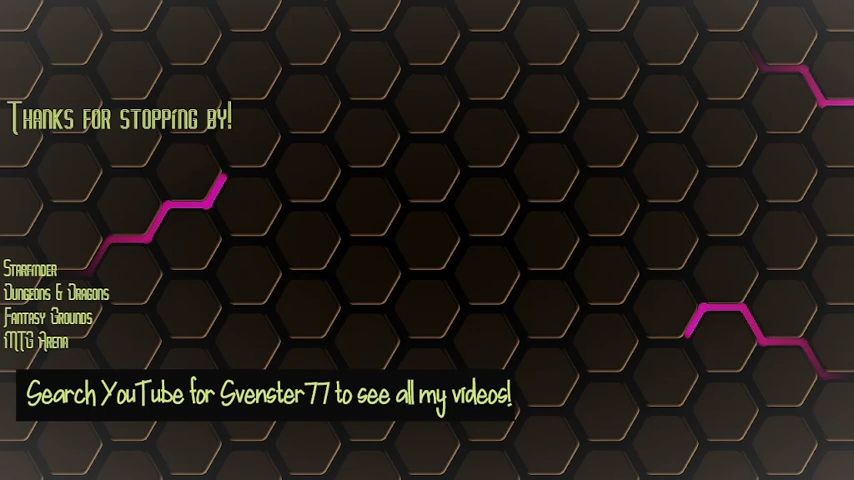 Thanks for stopping by!
Starfinder
Dungeons & Dragons
Fantasy Grounds
MTG Arena
Search YouTube for Svenster77 to see all my videos!